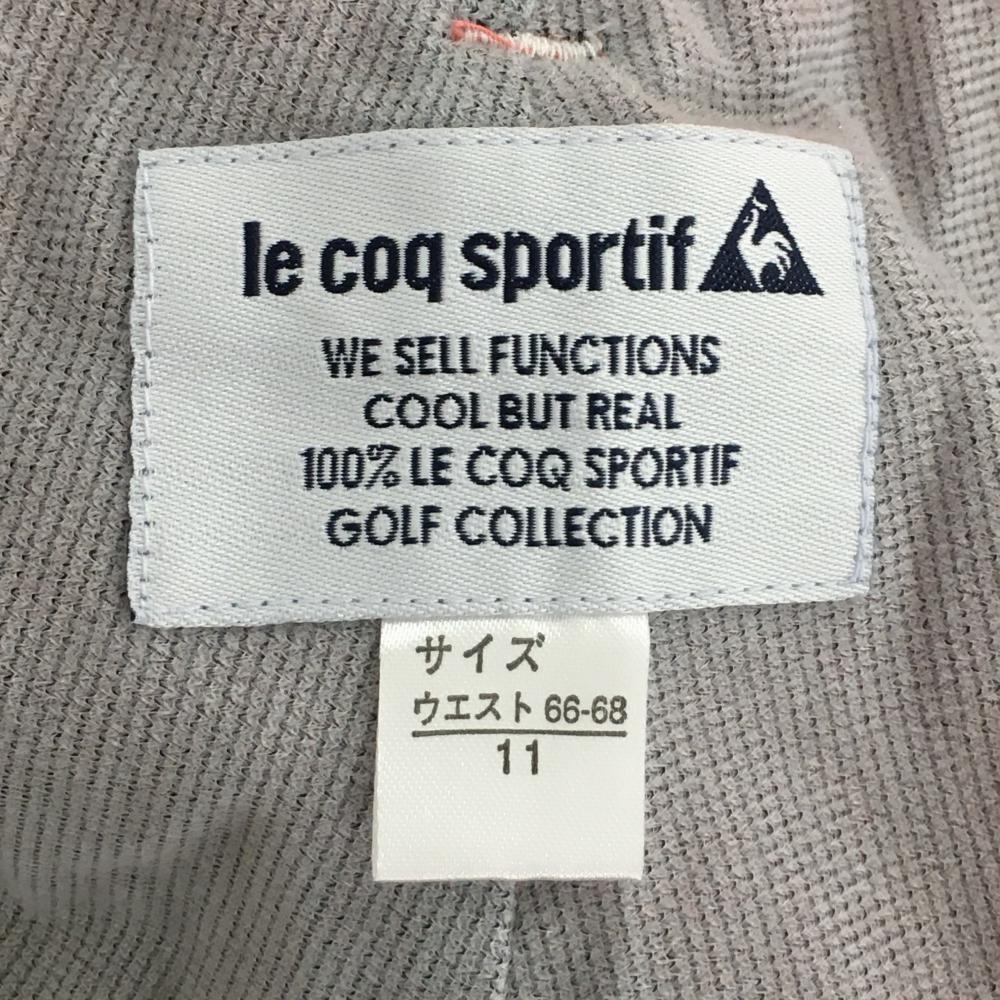 le coq sportif
WE SELL FUNCTIONS
COOL BUT REAL
100% LE COQ SPORTIF
GOLF COLLECTION
サイズ
ウエスト 66-68
11